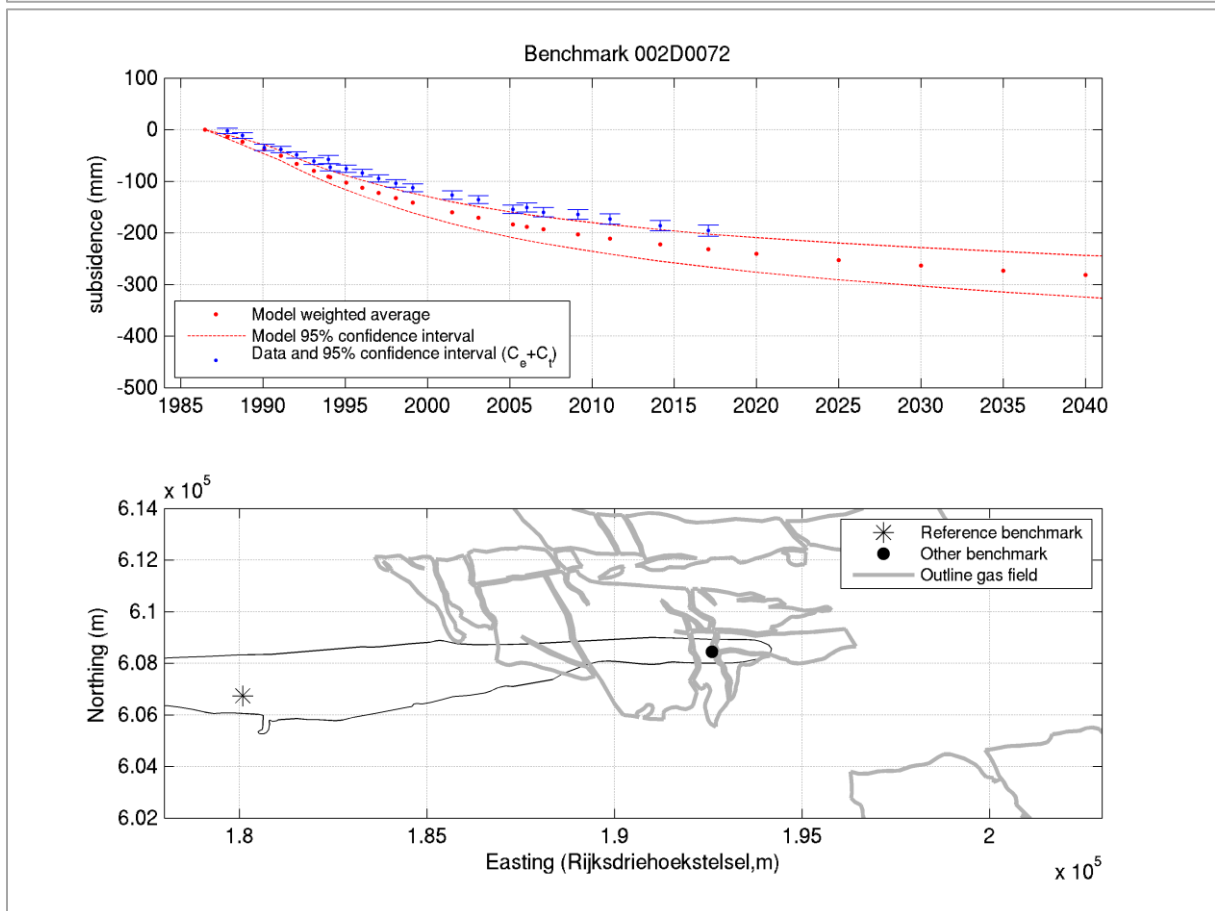 Benchmark 002D0072
100
0
-100
-200
-300
-400
-500
subsidence (mm)
Model weighted average
Model 95% confidence interval
Data and 95% confidence interval (C_e+C_t)
1985 1990 1995 2000 2005 2010 2015 2020 2025 2030 2035 2040
x 10^5
6.14
6.12
6.1
6.08
6.06
6.04
6.02
Northing (m)
Reference benchmark
Other benchmark
Outline gas field
1.8 1.85 1.9 1.95 2
Easting (Rijksdriehoekstelsel,m)
x 10^5